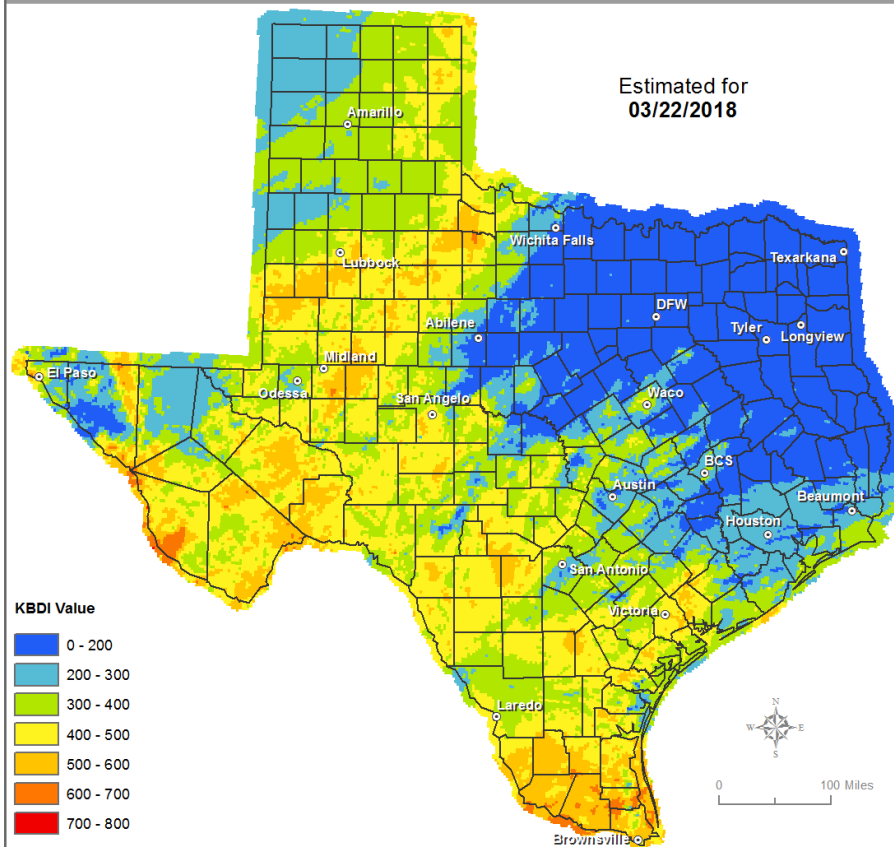 Estimated for
03/22/2018
Amarillo
Wichita Falls
Texarkana
Lubbock
DFW
Abilene
Tyler
Longview
Midland
El Paso
Odessa
San Angelo
Waco
BCS
Austin
Beaumont
Houston
San Antonio
Victoria
KBDI Value
0 - 200
200 - 300
300 - 400
400 - 500
500 - 600
600 - 700
700 - 800
Laredo
N
W
E
S
0
100 Miles
Brownsville